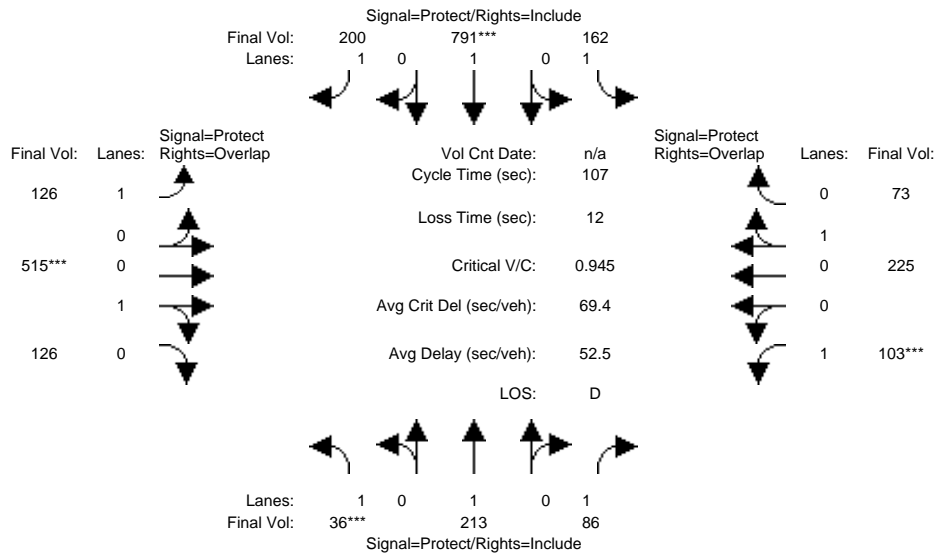 Signal=Protect/Rights=Include
Final Vol: 200 791*** 162
Lanes: 1 0 1 0 1
Signal=Protect
Final Vol: Lanes: Rights=Overlap
Vol Cnt Date: n/a
Signal=Protect
Rights=Overlap Lanes: Final Vol:
Cycle Time (sec): 107
126 1
0 73
Loss Time (sec): 12
0
1
515*** 0
Critical V/C: 0.945
0 225
1
Avg Crit Del (sec/veh): 69.4
0
126 0
Avg Delay (sec/veh): 52.5
1 103***
LOS: D
Lanes: 1 0 1 0 1
Final Vol: 36*** 213 86
Signal=Protect/Rights=Include